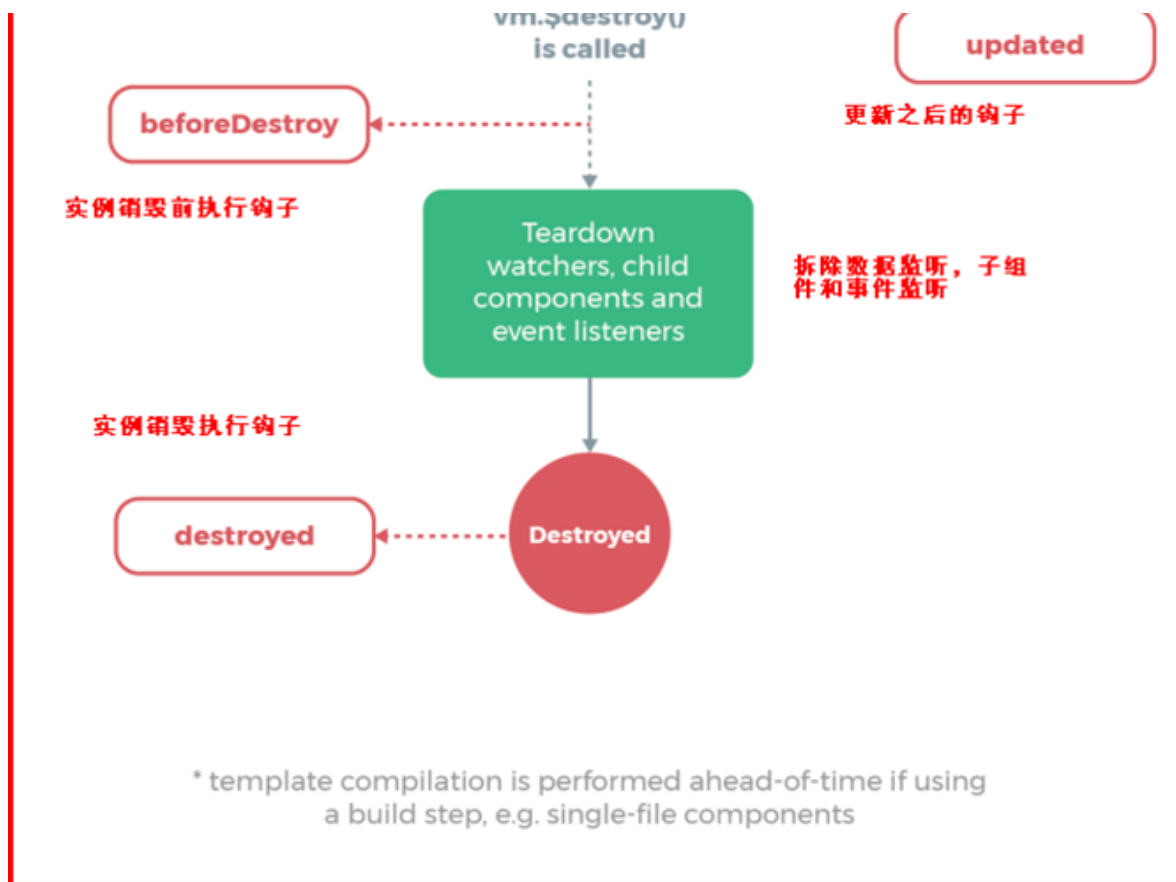 vm.$destroy()
is called
updated
beforeDestroy
更新之后的钩子
实例销毁前执行钩子
Teardown
watchers, child
components and
event listeners
拆除数据监听，子组
件和事件监听
实例销毁执行钩子
destroyed
Destroyed
* template compilation is performed ahead-of-time if using
a build step, e.g. single-file components